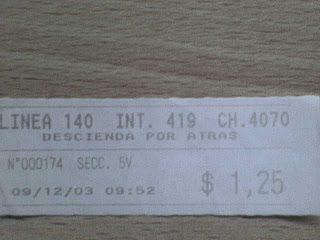 LINEA 140 INT. 419 CH.4070
DESCIENDA POR ATRAS
N°000174 SECC. 5V
09/12/03 09:52 $ 1,25